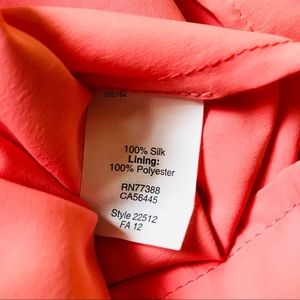 102162
100% Silk
Lining:
100% Polyester
RN77388
CA56445
Style 22512
FA 12